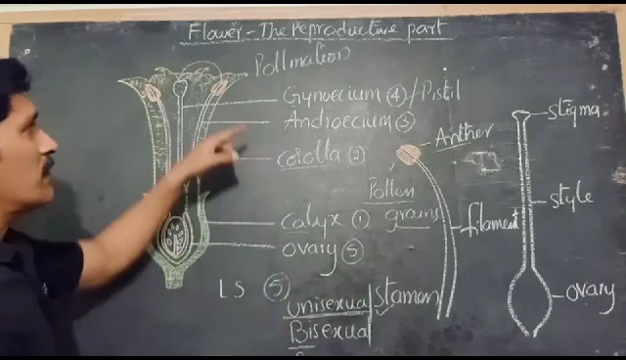 Flower - The reproductive part
Pollination
Gynoecium ④/Pistil
Androecium ③
Corolla ②
Calyx ①
Ovary ⑤
LS ⑤
Unisexual
Bisexual
Anther
Pollen
grains
filament
Staman
Stigma
Style
Ovary